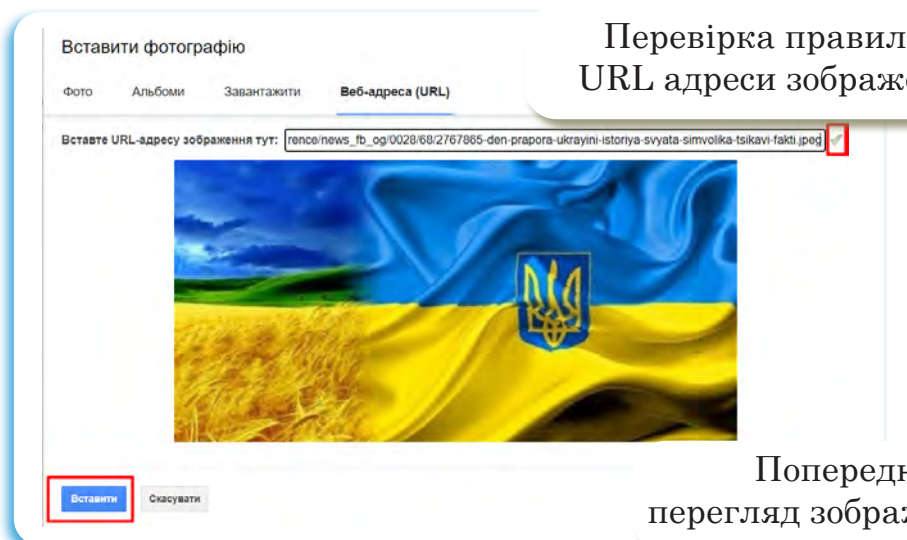 Перевірка правил
URL адреси зображе
Вставити фотографію
Фото Альбоми Завантажити Веб-адреса (URL)
Вставте URL-адресу зображення тут: rence/news_fb_og/0028/68/2767865-den-prapora-ukrayini-istoriya-svyata-simvolika-tsikavi-fakti.jpeg
Попередн
перегляд зображ
Вставити Скасувати